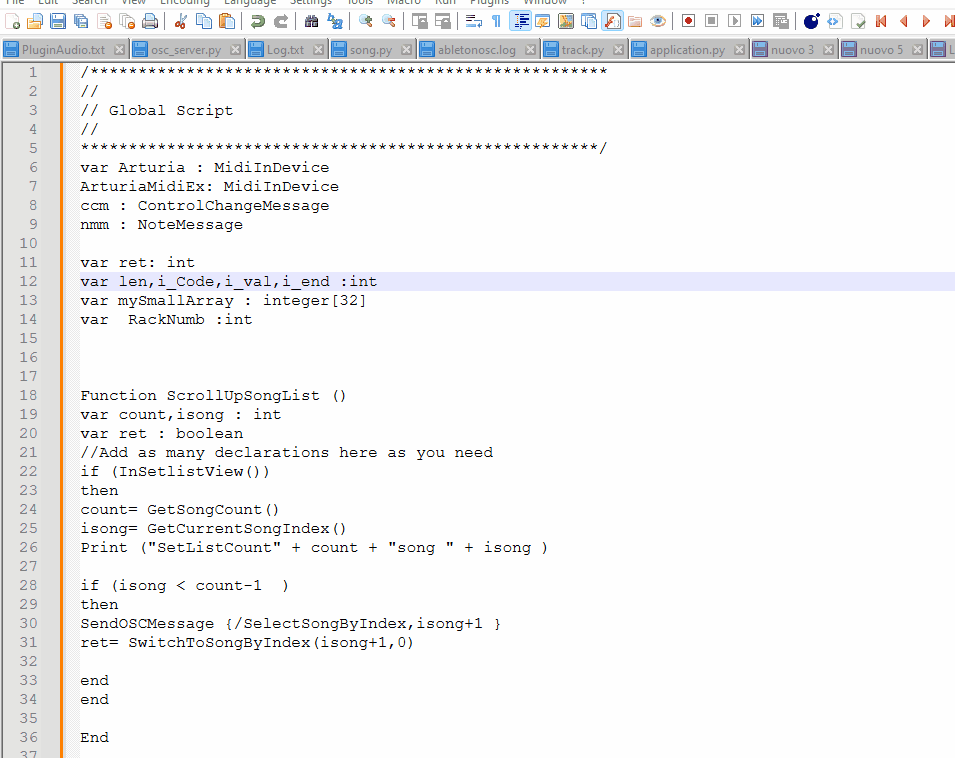 File Edit Search View Encoding Language Settings Tools Macro Run Plugins Window ?
PluginAudio.txt osc_server.py Log.txt song.py abletonosc.log track.py application.py nuovo 3 nuovo 5 L
1 /******************************************************
2 //
3 // Global Script
4 //
5 ******************************************************/
6 var Arturia : MidiInDevice
7 ArturiaMidiEx: MidiInDevice
8 ccm : ControlChangeMessage
9 nmm : NoteMessage
10
11 var ret: int
12 var len,i_Code,i_val,i_end :int
13 var mySmallArray : integer[32]
14 var  RackNumb :int
15
16
17
18 Function ScrollUpSongList ()
19 var count,isong : int
20 var ret : boolean
21 //Add as many declarations here as you need
22 if (InSetlistView())
23 then
24 count= GetSongCount()
25 isong= GetCurrentSongIndex()
26 Print ("SetListCount" + count + "song " + isong )
27
28 if (isong < count-1  )
29 then
30 SendOSCMessage {/SelectSongByIndex,isong+1 }
31 ret= SwitchToSongByIndex(isong+1,0)
32
33 end
34 end
35
36 End
37